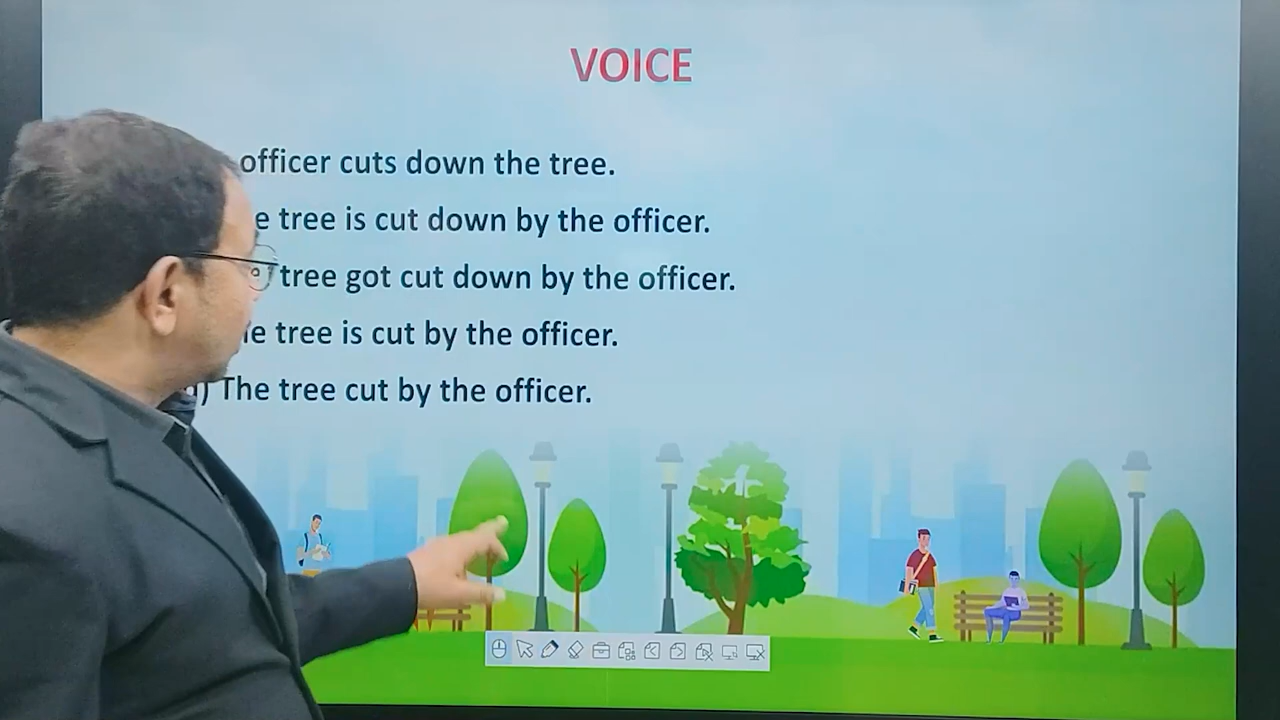 VOICE
officer cuts down the tree.
tree is cut down by the officer.
tree got cut down by the officer.
tree is cut by the officer.
) The tree cut by the officer.